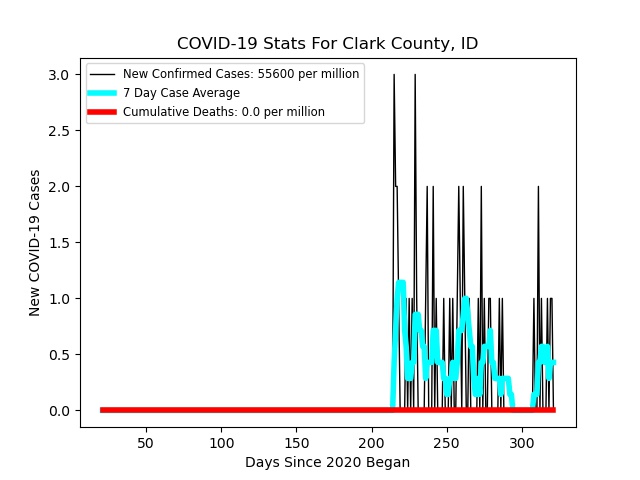 COVID-19 Stats For Clark County, ID
New Confirmed Cases: 55600 per million
7 Day Case Average
Cumulative Deaths: 0.0 per million
New COVID-19 Cases
3.0
2.5
2.0
1.5
1.0
0.5
0.0
50 100 150 200 250 300
Days Since 2020 Began